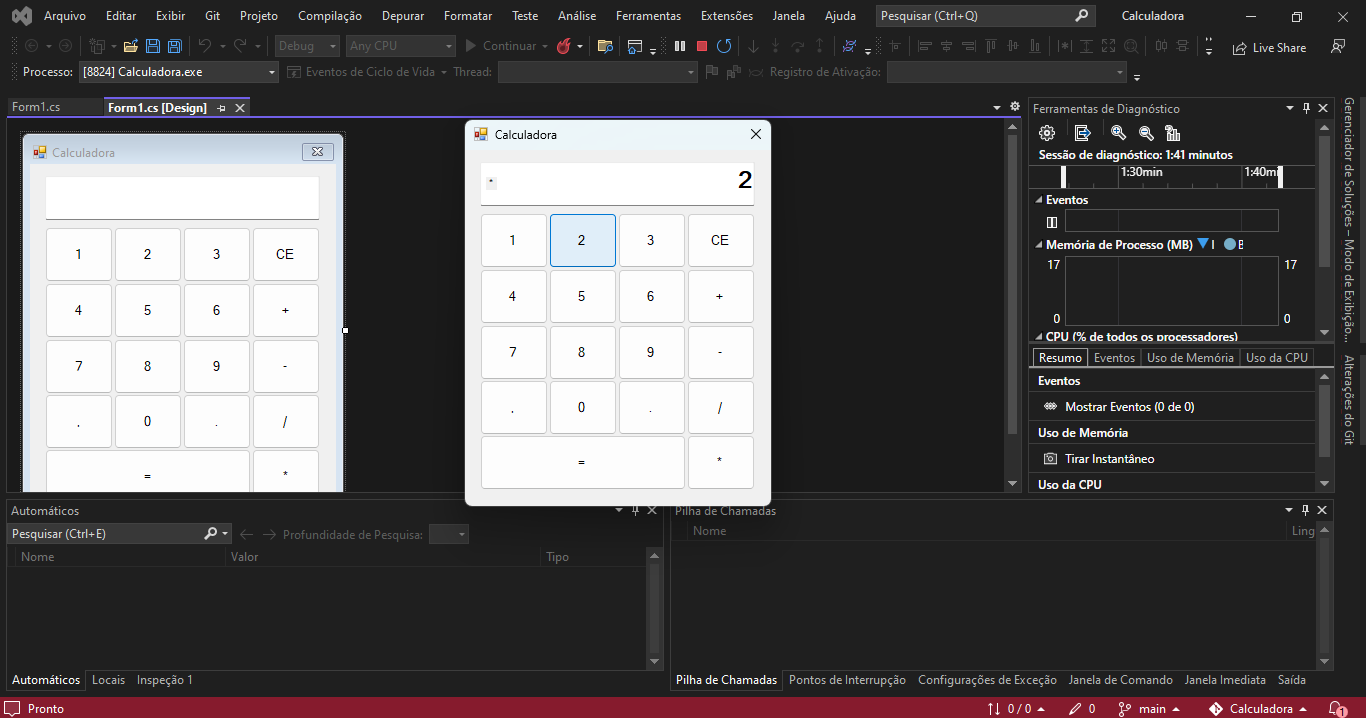 Arquivo Editar Exibir Git Projeto Compilação Depurar Formatar Teste Análise Ferramentas Extensões Janela Ajuda Pesquisar (Ctrl+Q) Calculadora
Debug Any CPU Continuar Live Share
Processo: [8824] Calculadora.exe Eventos de Ciclo de Vida Thread: Registro de Ativação:
Form1.cs Form1.cs [Design]
Calculadora
1 2 3 CE
4 5 6 +
7 8 9 -
, 0 . /
= *
Calculadora
* 2
1 2 3 CE
4 5 6 +
7 8 9 -
, 0 . /
= *
Ferramentas de Diagnóstico
Sessão de diagnóstico: 1:41 minutos
1:30min 1:40mi
Eventos
Memória de Processo (MB) I B
17 17
0 0
CPU (% de todos os processadores)
Resumo Eventos Uso de Memória Uso da CPU
Eventos
Mostrar Eventos (0 de 0)
Uso de Memória
Tirar Instantâneo
Uso da CPU
Gerenciador de Soluções – Modo de Exibição...
Alterações do Git
Automáticos
Pesquisar (Ctrl+E) Profundidade de Pesquisa:
Nome Valor Tipo
Automáticos Locais Inspeção 1
Pilha de Chamadas
Nome Ling
Pilha de Chamadas Pontos de Interrupção Configurações de Exceção Janela de Comando Janela Imediata Saída
Pronto 0 / 0 0 main Calculadora 1